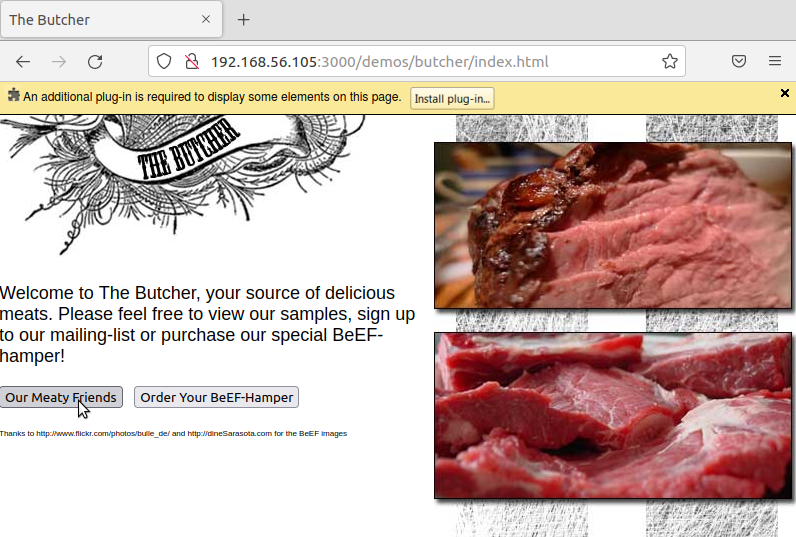 The Butcher
192.168.56.105:3000/demos/butcher/index.html
An additional plug-in is required to display some elements on this page. Install plug-in...
THE BUTCHER
Welcome to The Butcher, your source of delicious
meats. Please feel free to view our samples, sign up
to our mailing-list or purchase our special BeEF-
hamper!
Our Meaty Friends Order Your BeEF-Hamper
Thanks to http://www.flickr.com/photos/bulle_de/ and http://dineSarasota.com for the BeEF images